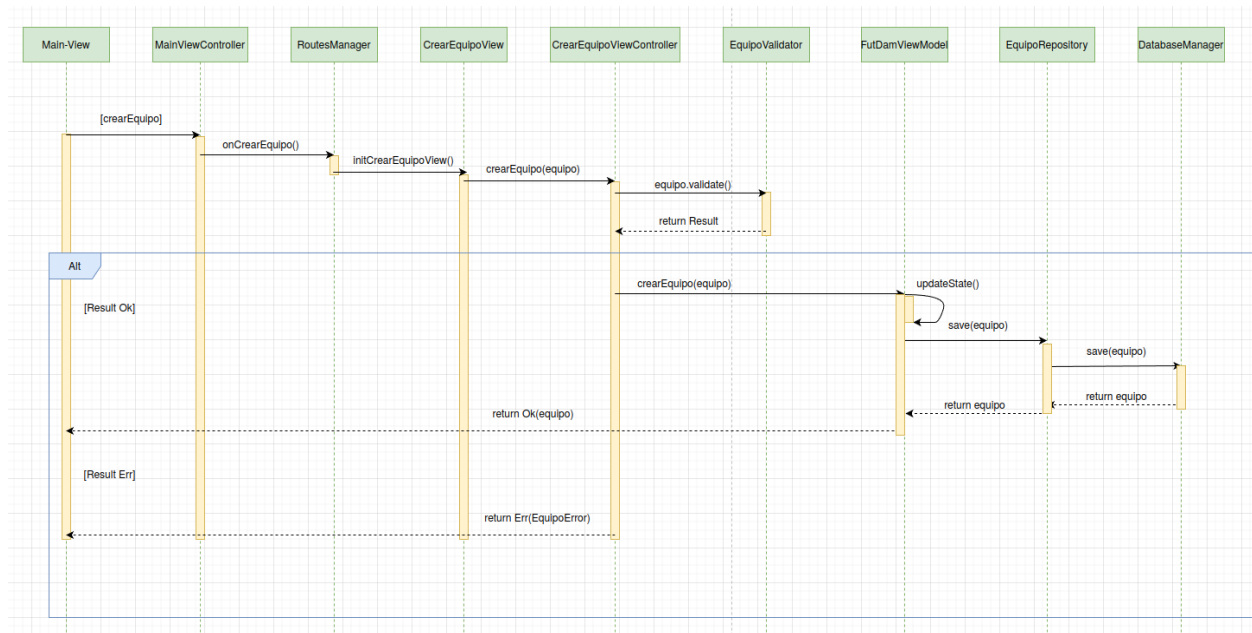 Main-View
MainViewController
RoutesManager
CrearEquipoView
CrearEquipoViewController
EquipoValidator
FutDamViewModel
EquipoRepository
DatabaseManager
[crearEquipo]
onCrearEquipo()
initCrearEquipoView()
crearEquipo(equipo)
equipo.validate()
return Result
Alt
[Result Ok]
crearEquipo(equipo)
updateState()
save(equipo)
save(equipo)
return equipo
return equipo
return Ok(equipo)
[Result Err]
return Err(EquipoError)